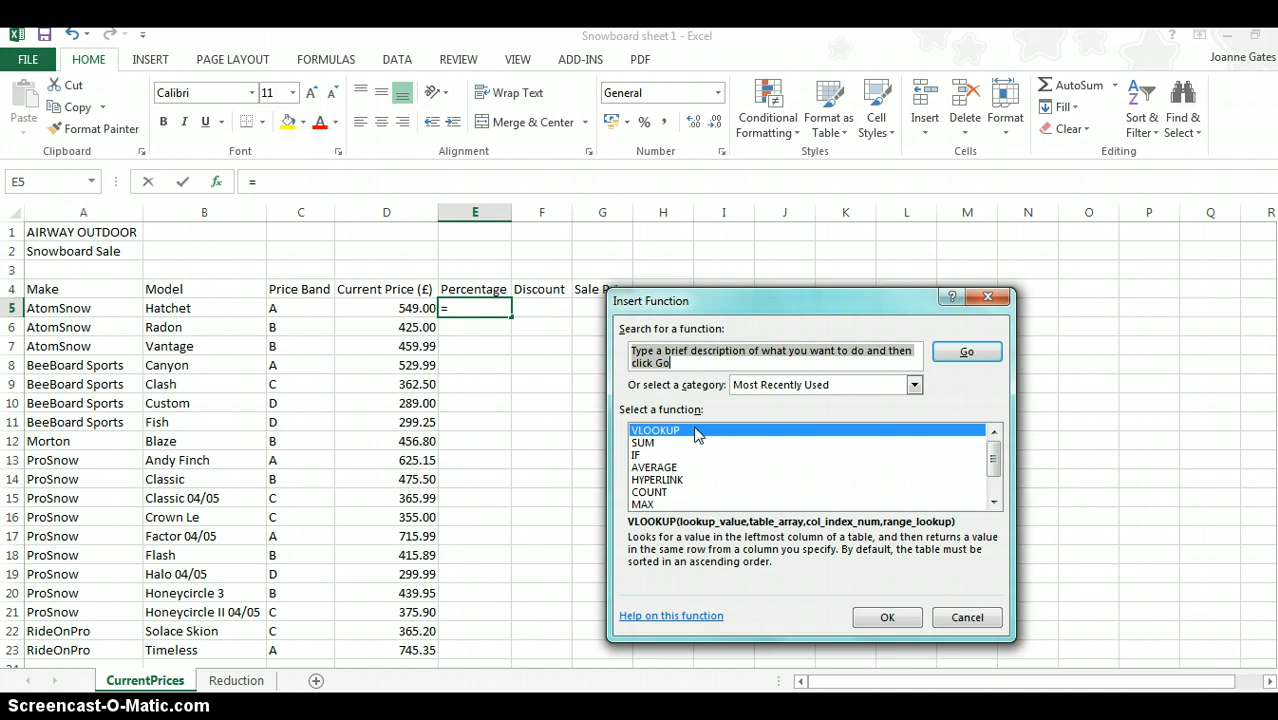 Snowboard sheet 1 - Excel
FILE HOME INSERT PAGE LAYOUT FORMULAS DATA REVIEW VIEW ADD-INS PDF Joanne Gates
Paste Cut Copy Format Painter
Calibri 11
B I U A
Wrap Text
Merge & Center
General
% ,
Conditional Formatting
Format as Table
Cell Styles
Insert Delete Format
AutoSum
Fill
Clear
Sort & Filter
Find & Select
Clipboard Font Alignment Number Styles Cells Editing
E5 fx =
A B C D E F G H I J K L M N O P Q R
1 AIRWAY OUTDOOR
2 Snowboard Sale
3
4 Make Model Price Band Current Price (£) Percentage Discount
5 AtomSnow Hatchet A 549.00 =
6 AtomSnow Radon B 425.00
7 AtomSnow Vantage B 459.99
8 BeeBoard Sports Canyon A 529.99
9 BeeBoard Sports Clash C 362.50
10 BeeBoard Sports Custom D 289.00
11 BeeBoard Sports Fish D 299.25
12 Morton Blaze B 456.80
13 ProSnow Andy Finch A 625.15
14 ProSnow Classic B 475.50
15 ProSnow Classic 04/05 C 365.99
16 ProSnow Crown Le C 355.00
17 ProSnow Factor 04/05 A 715.99
18 ProSnow Flash B 415.89
19 ProSnow Halo 04/05 D 299.99
20 ProSnow Honeycircle 3 B 439.95
21 ProSnow Honeycircle II 04/05 C 375.90
22 RideOnPro Solace Skion C 365.20
23 RideOnPro Timeless A 745.35
Insert Function
Search for a function:
Type a brief description of what you want to do and then
click Go
Go
Or select a category: Most Recently Used
Select a function:
VLOOKUP
SUM
IF
AVERAGE
HYPERLINK
COUNT
MAX
VLOOKUP(lookup_value,table_array,col_index_num,range_lookup)
Looks for a value in the leftmost column of a table, and then returns a value
in the same row from a column you specify. By default, the table must be
sorted in an ascending order.
Help on this function
OK Cancel
CurrentPrices Reduction
Screencast-O-Matic.com